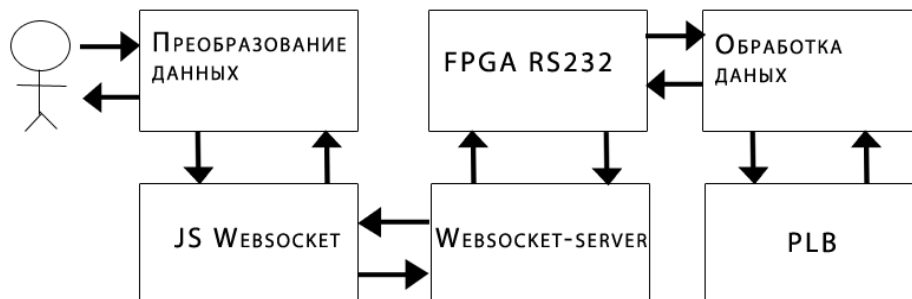 Преобразование
данных
FPGA RS232
Обработка
даных
JS Websocket
Websocket-server
PLB